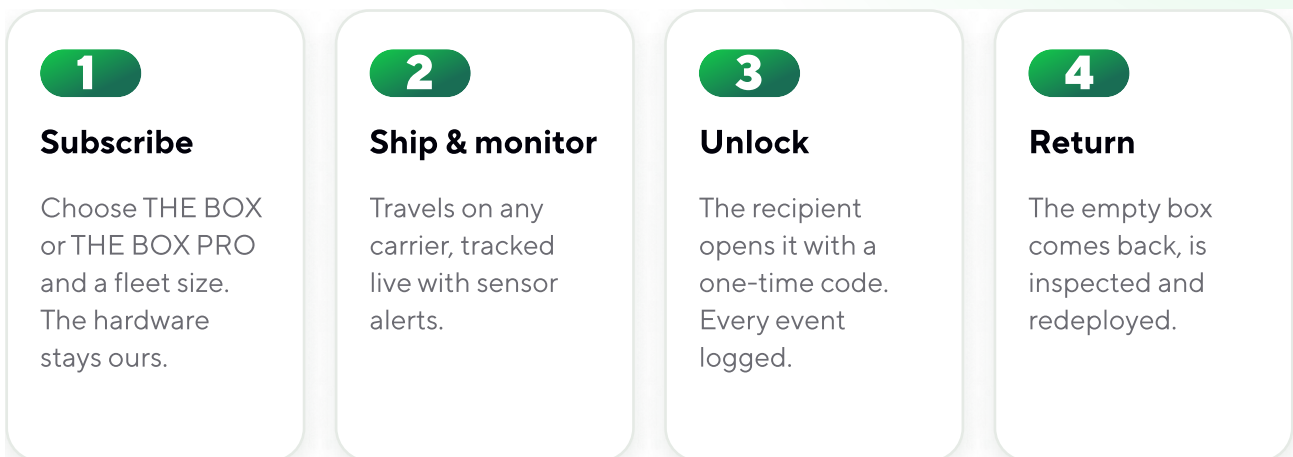 1
Subscribe
Choose THE BOX
or THE BOX PRO
and a fleet size.
The hardware
stays ours.
2
Ship & monitor
Travels on any
carrier, tracked
live with sensor
alerts.
3
Unlock
The recipient
opens it with a
one-time code.
Every event
logged.
4
Return
The empty box
comes back, is
inspected and
redeployed.